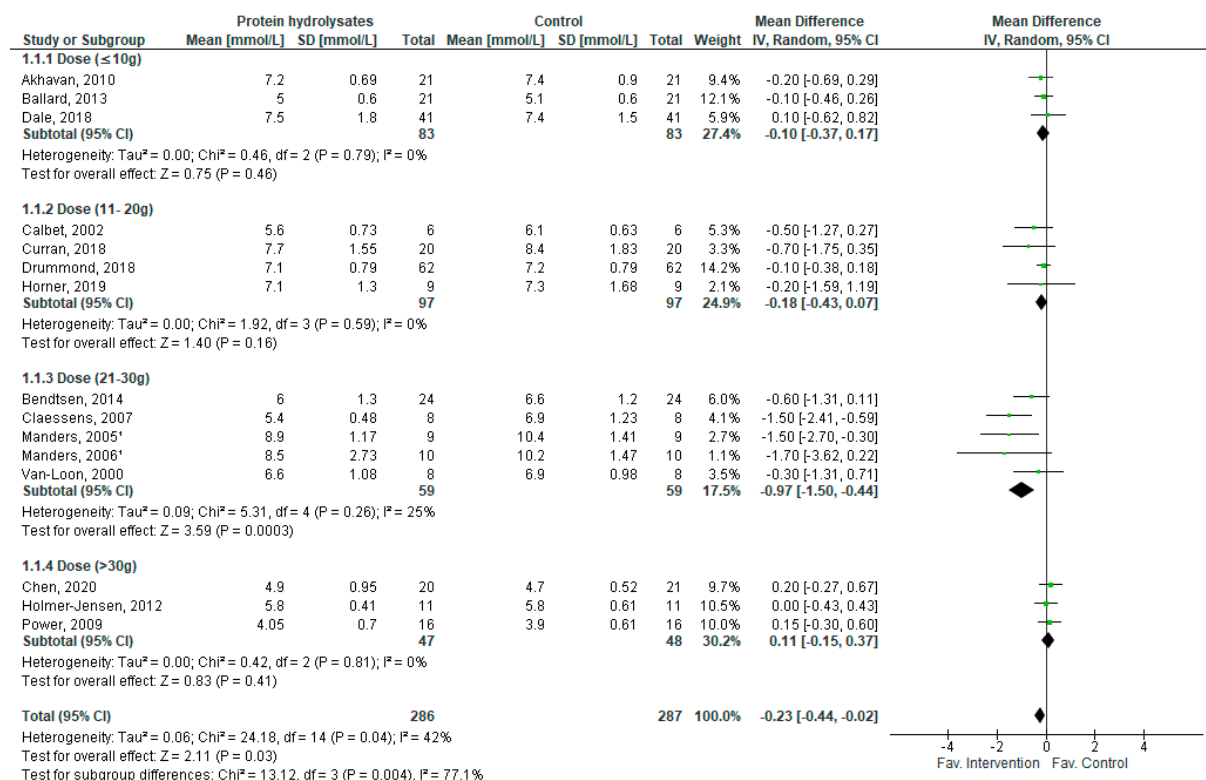 Protein hydrolysates Control Mean Difference Mean Difference
Study or Subgroup Mean [mmol/L] SD [mmol/L] Total Mean [mmol/L] SD [mmol/L] Total Weight IV, Random, 95% CI IV, Random, 95% CI
1.1.1 Dose (≤10g)
Akhavan, 2010 7.2 0.69 21 7.4 0.9 21 9.4% -0.20 [-0.69, 0.29]
Ballard, 2013 5 0.6 21 5.1 0.6 21 12.1% -0.10 [-0.46, 0.26]
Dale, 2018 7.5 1.8 41 7.4 1.5 41 5.9% 0.10 [-0.62, 0.82]
Subtotal (95% CI) 83 83 27.4% -0.10 [-0.37, 0.17]
Heterogeneity: Tau² = 0.00; Chi² = 0.46, df = 2 (P = 0.79); I² = 0%
Test for overall effect: Z = 0.75 (P = 0.46)
1.1.2 Dose (11- 20g)
Calbet, 2002 5.6 0.73 6 6.1 0.63 6 5.3% -0.50 [-1.27, 0.27]
Curran, 2018 7.7 1.55 20 8.4 1.83 20 3.3% -0.70 [-1.75, 0.35]
Drummond, 2018 7.1 0.79 62 7.2 0.79 62 14.2% -0.10 [-0.38, 0.18]
Horner, 2019 7.1 1.3 9 7.3 1.68 9 2.1% -0.20 [-1.59, 1.19]
Subtotal (95% CI) 97 97 24.9% -0.18 [-0.43, 0.07]
Heterogeneity: Tau² = 0.00; Chi² = 1.92, df = 3 (P = 0.59); I² = 0%
Test for overall effect: Z = 1.40 (P = 0.16)
1.1.3 Dose (21-30g)
Bendtsen, 2014 6 1.3 24 6.6 1.2 24 6.0% -0.60 [-1.31, 0.11]
Claessens, 2007 5.4 0.48 8 6.9 1.23 8 4.1% -1.50 [-2.41, -0.59]
Manders, 2005¹ 8.9 1.17 9 10.4 1.41 9 2.7% -1.50 [-2.70, -0.30]
Manders, 2006¹ 8.5 2.73 10 10.2 1.47 10 1.1% -1.70 [-3.62, 0.22]
Van-Loon, 2000 6.6 1.08 8 6.9 0.98 8 3.5% -0.30 [-1.31, 0.71]
Subtotal (95% CI) 59 59 17.5% -0.97 [-1.50, -0.44]
Heterogeneity: Tau² = 0.09; Chi² = 5.31, df = 4 (P = 0.26); I² = 25%
Test for overall effect: Z = 3.59 (P = 0.0003)
1.1.4 Dose (>30g)
Chen, 2020 4.9 0.95 20 4.7 0.52 21 9.7% 0.20 [-0.27, 0.67]
Holmer-Jensen, 2012 5.8 0.41 11 5.8 0.61 11 10.5% 0.00 [-0.43, 0.43]
Power, 2009 4.05 0.7 16 3.9 0.61 16 10.0% 0.15 [-0.30, 0.60]
Subtotal (95% CI) 47 48 30.2% 0.11 [-0.15, 0.37]
Heterogeneity: Tau² = 0.00; Chi² = 0.42, df = 2 (P = 0.81); I² = 0%
Test for overall effect: Z = 0.83 (P = 0.41)
Total (95% CI) 286 287 100.0% -0.23 [-0.44, -0.02]
Heterogeneity: Tau² = 0.06; Chi² = 24.18, df = 14 (P = 0.04); I² = 42%
Test for overall effect: Z = 2.11 (P = 0.03)
Test for subgroup differences: Chi² = 13.12, df = 3 (P = 0.004), I² = 77.1%
-4 -2 0 2 4
Fav. Intervention Fav. Control